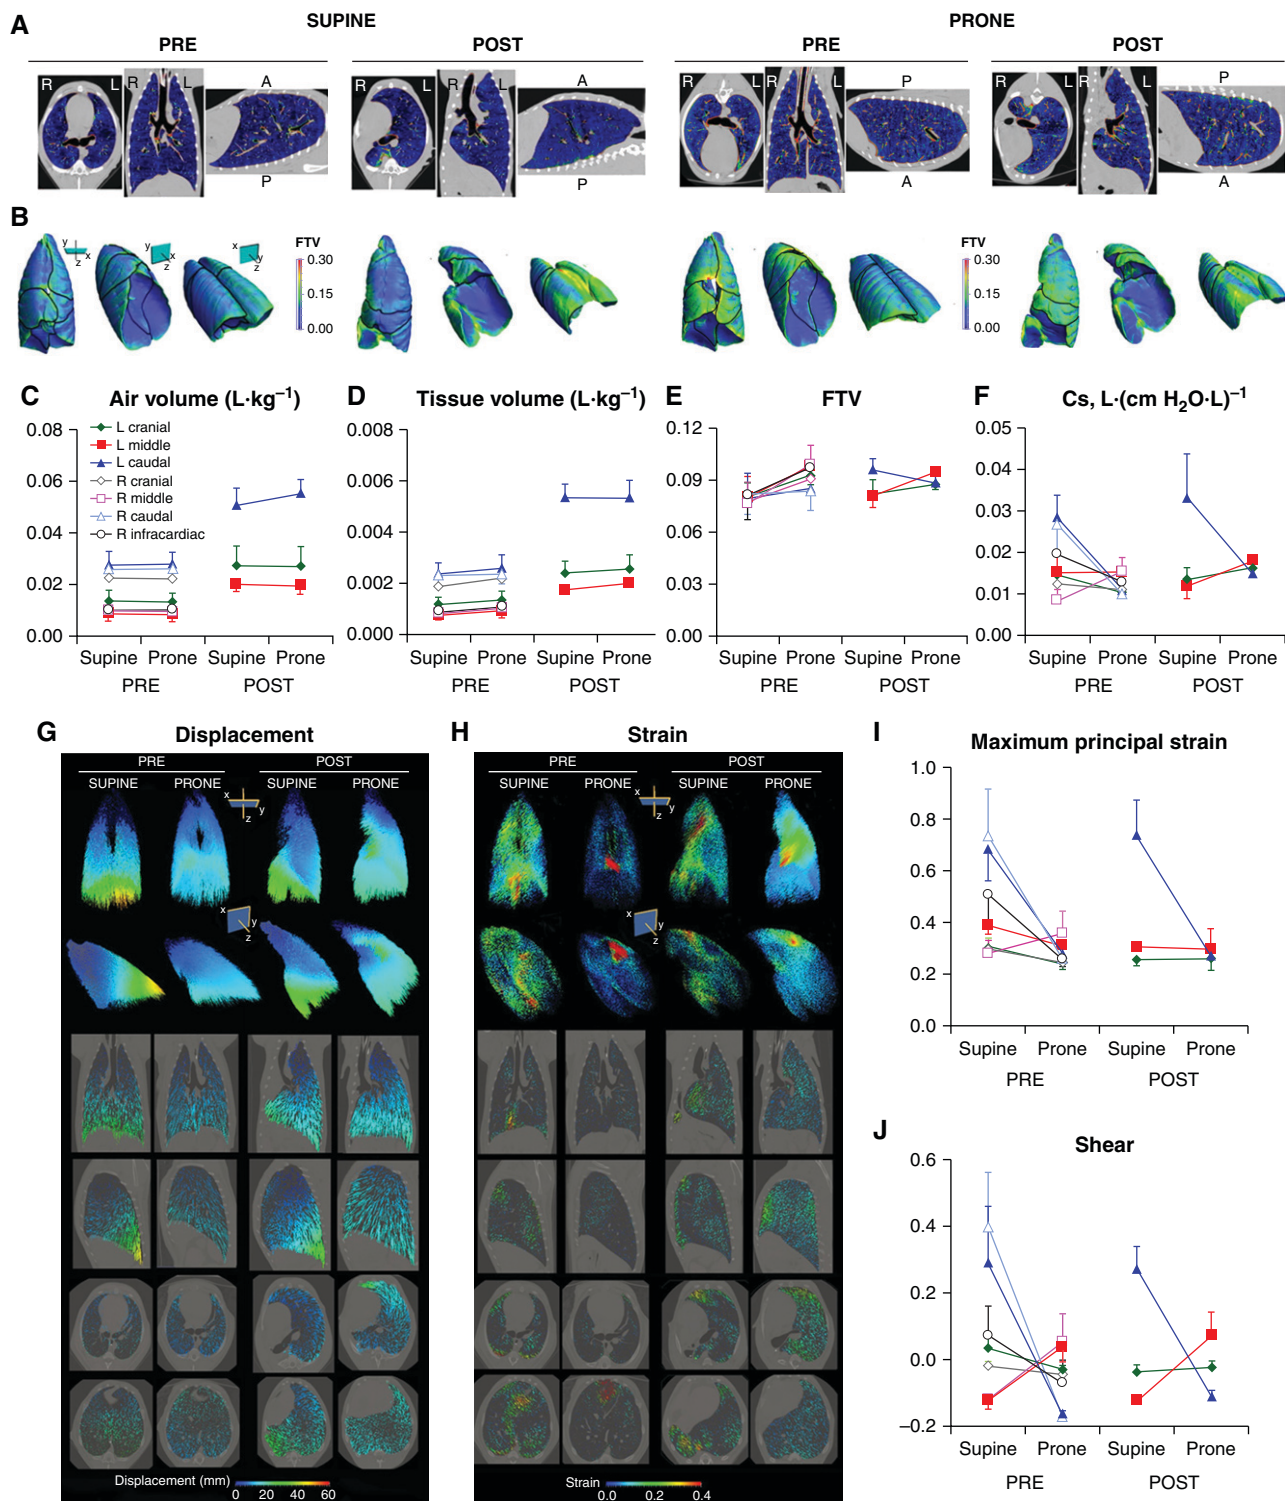 A
SUPINE
PRONE
PRE
POST
PRE
POST
R L R L A P
R L R L A P
R L R L P A
R L R L P A
B
y x z
y x z
x y z
FTV
0.30
0.15
0.00
FTV
0.30
0.15
0.00
C
Air volume (L·kg⁻¹)
0.08
0.06
0.04
0.02
0.00
L cranial
L middle
L caudal
R cranial
R middle
R caudal
R infracardiac
Supine Prone Supine Prone
PRE POST
D
Tissue volume (L·kg⁻¹)
0.008
0.006
0.004
0.002
0.000
Supine Prone Supine Prone
PRE POST
E
FTV
0.12
0.09
0.06
0.03
0.00
Supine Prone Supine Prone
PRE POST
F
Cs, L·(cm H₂O·L)⁻¹
0.05
0.04
0.03
0.02
0.01
0.00
Supine Prone Supine Prone
PRE POST
G
Displacement
PRE POST
SUPINE PRONE SUPINE PRONE
x y z
x y z
Displacement (mm)
0 20 40 60
H
Strain
PRE POST
SUPINE PRONE SUPINE PRONE
x y z
x y z
Strain
0.0 0.2 0.4
I
Maximum principal strain
1.0
0.8
0.6
0.4
0.2
0.0
Supine Prone Supine Prone
PRE POST
J
Shear
0.6
0.4
0.2
0.0
–0.2
Supine Prone Supine Prone
PRE POST